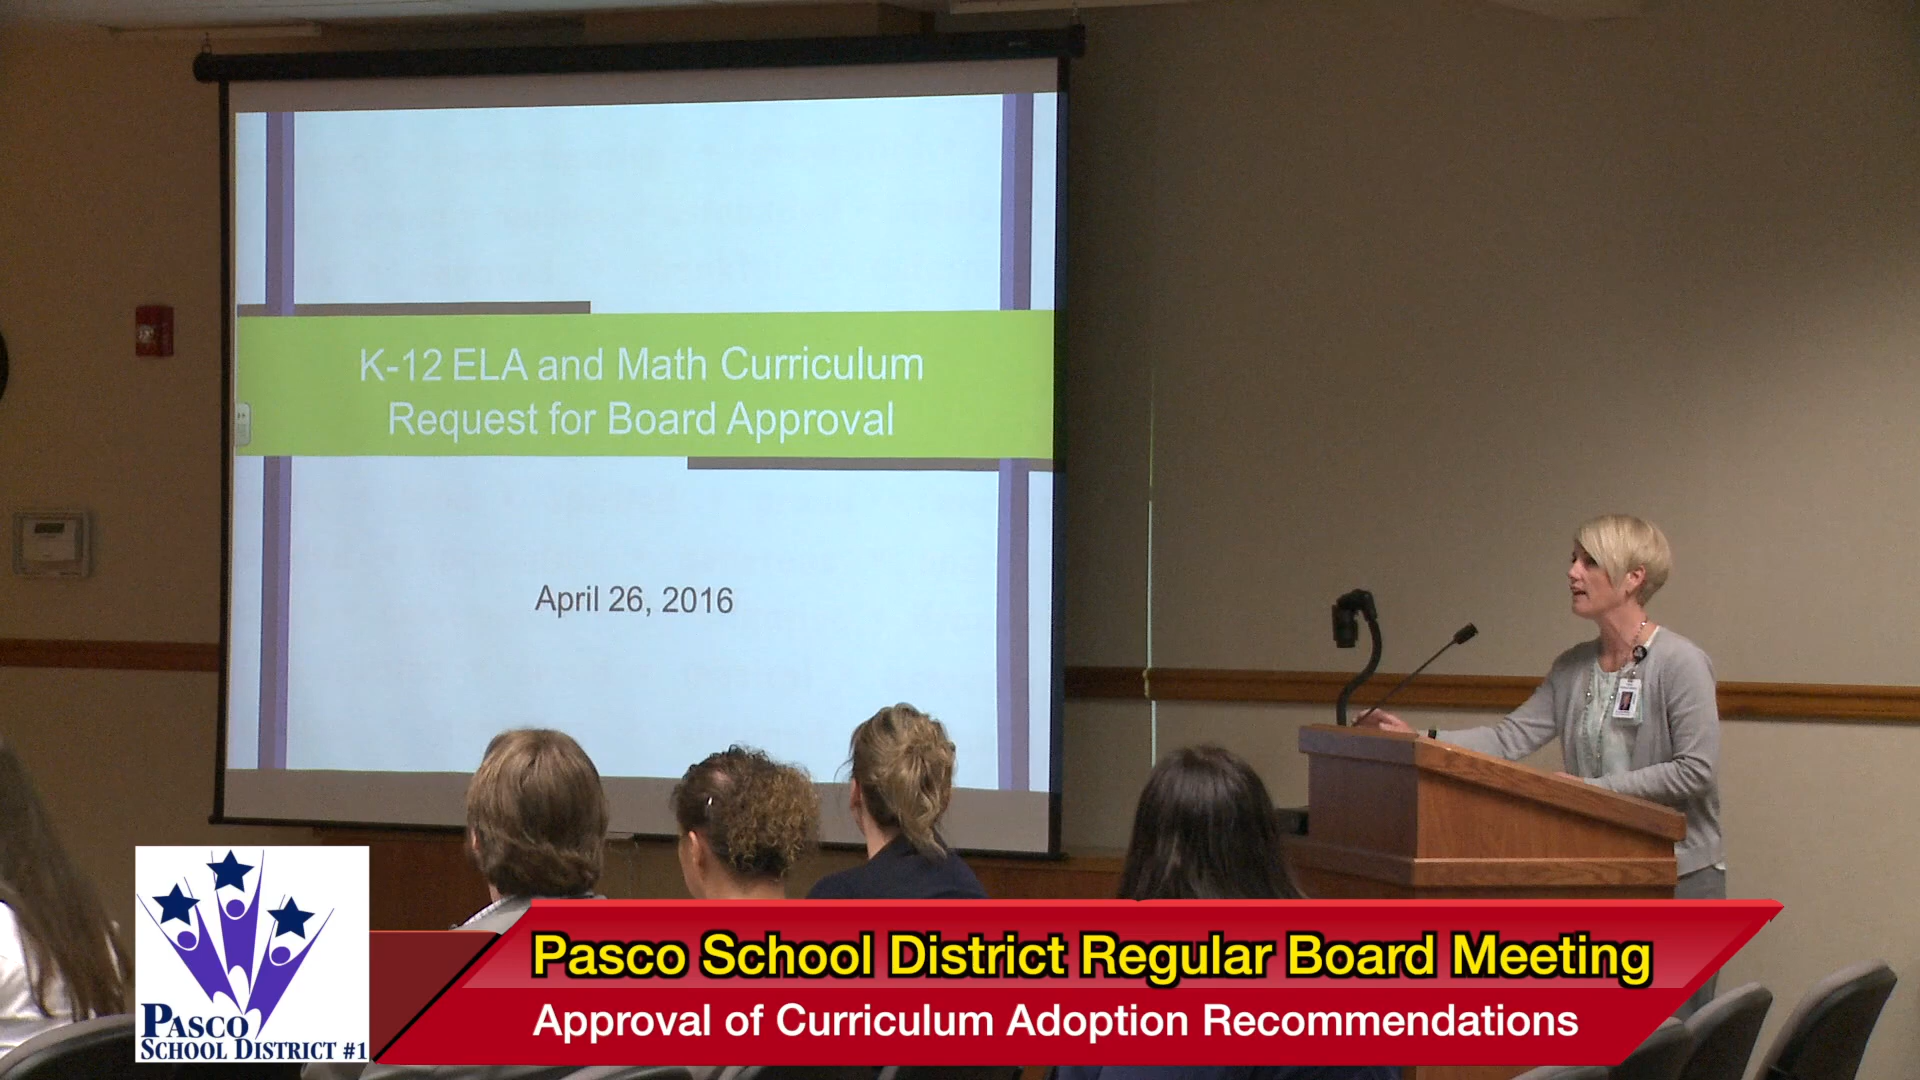 K-12 ELA and Math Curriculum
Request for Board Approval
April 26, 2016
Pasco School District Regular Board Meeting
Approval of Curriculum Adoption Recommendations
PASCO
SCHOOL DISTRICT #1